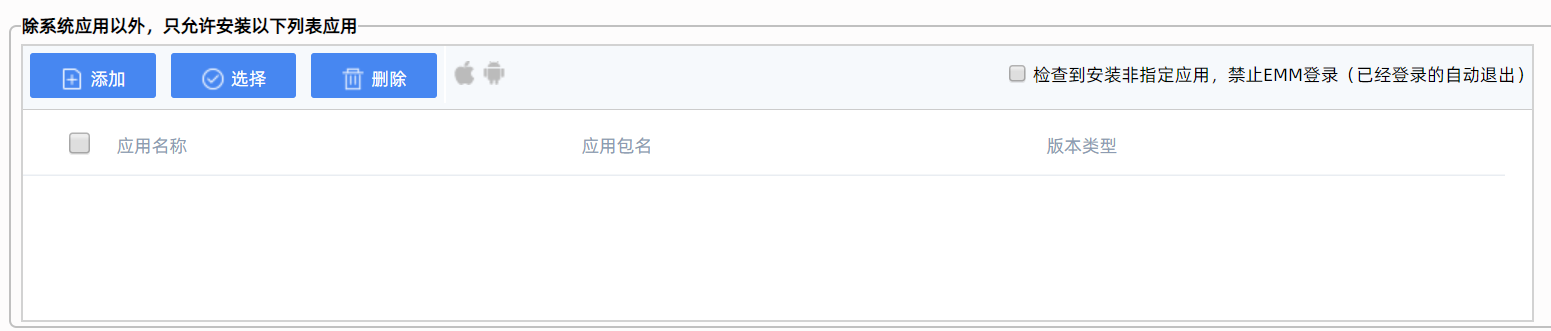 除系统应用以外，只允许安装以下列表应用
添加 选择 删除 检查到安装非指定应用，禁止EMM登录（已经登录的自动退出）
应用名称 应用包名 版本类型